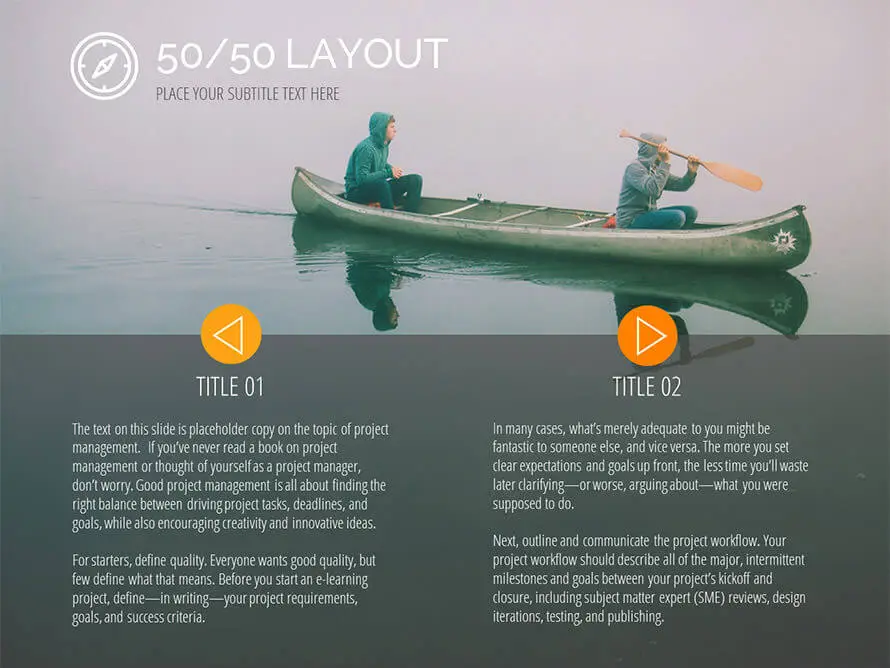 50/50 LAYOUT
PLACE YOUR SUBTITLE TEXT HERE
TITLE 01
The text on this slide is placeholder copy on the topic of project
management. If you've never read a book on project
management or thought of yourself as a project manager,
don't worry. Good project management is all about finding the
right balance between driving project tasks, deadlines, and
goals, while also encouraging creativity and innovative ideas.
For starters, define quality. Everyone wants good quality, but
few define what that means. Before you start an e-learning
project, define—in writing—your project requirements,
goals, and success criteria.
TITLE 02
In many cases, what's merely adequate to you might be
fantastic to someone else, and vice versa. The more you set
clear expectations and goals up front, the less time you'll waste
later clarifying—or worse, arguing about—what you were
supposed to do.
Next, outline and communicate the project workflow. Your
project workflow should describe all of the major, intermittent
milestones and goals between your project's kickoff and
closure, including subject matter expert (SME) reviews, design
iterations, testing, and publishing.